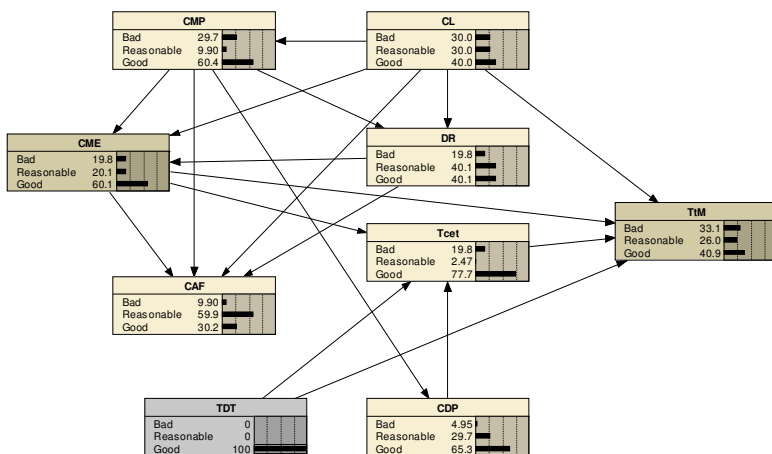 CMP
Bad 29.7
Reasonable 9.90
Good 60.4
CL
Bad 30.0
Reasonable 30.0
Good 40.0
CME
Bad 19.8
Reasonable 20.1
Good 60.1
DR
Bad 19.8
Reasonable 40.1
Good 40.1
TtM
Bad 33.1
Reasonable 26.0
Good 40.9
Tcet
Bad 19.8
Reasonable 2.47
Good 77.7
CAF
Bad 9.90
Reasonable 59.9
Good 30.2
TDT
Bad 0
Reasonable 0
Good 100
CDP
Bad 4.95
Reasonable 29.7
Good 65.3